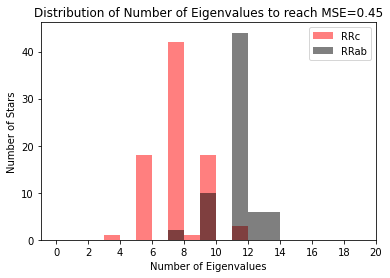 Distribution of Number of Eigenvalues to reach MSE=0.45
RRc
RRab
Number of Stars
40
30
20
10
0
0 2 4 6 8 10 12 14 16 18 20
Number of Eigenvalues